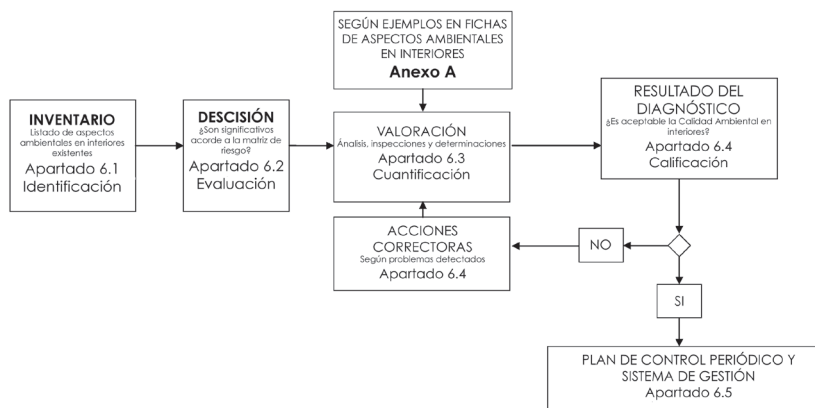 SEGÚN EJEMPLOS EN FICHAS
DE ASPECTOS AMBIENTALES
EN INTERIORES
Anexo A
INVENTARIO
Listado de aspectos
ambientales en interiores
existentes
Apartado 6.1
Identificación
DESCISIÓN
¿Son significativos
acorde a la matriz de
riesgo?
Apartado 6.2
Evaluación
VALORACIÓN
Ánalisis, inspecciones y determinaciones
Apartado 6.3
Cuantificación
RESULTADO DEL
DIAGNÓSTICO
¿Es aceptable la Calidad Ambiental en
interiores?
Apartado 6.4
Calificación
ACCIONES
CORRECTORAS
Según problemas detectados
Apartado 6.4
NO
SI
PLAN DE CONTROL PERIÓDICO Y
SISTEMA DE GESTIÓN
Apartado 6.5